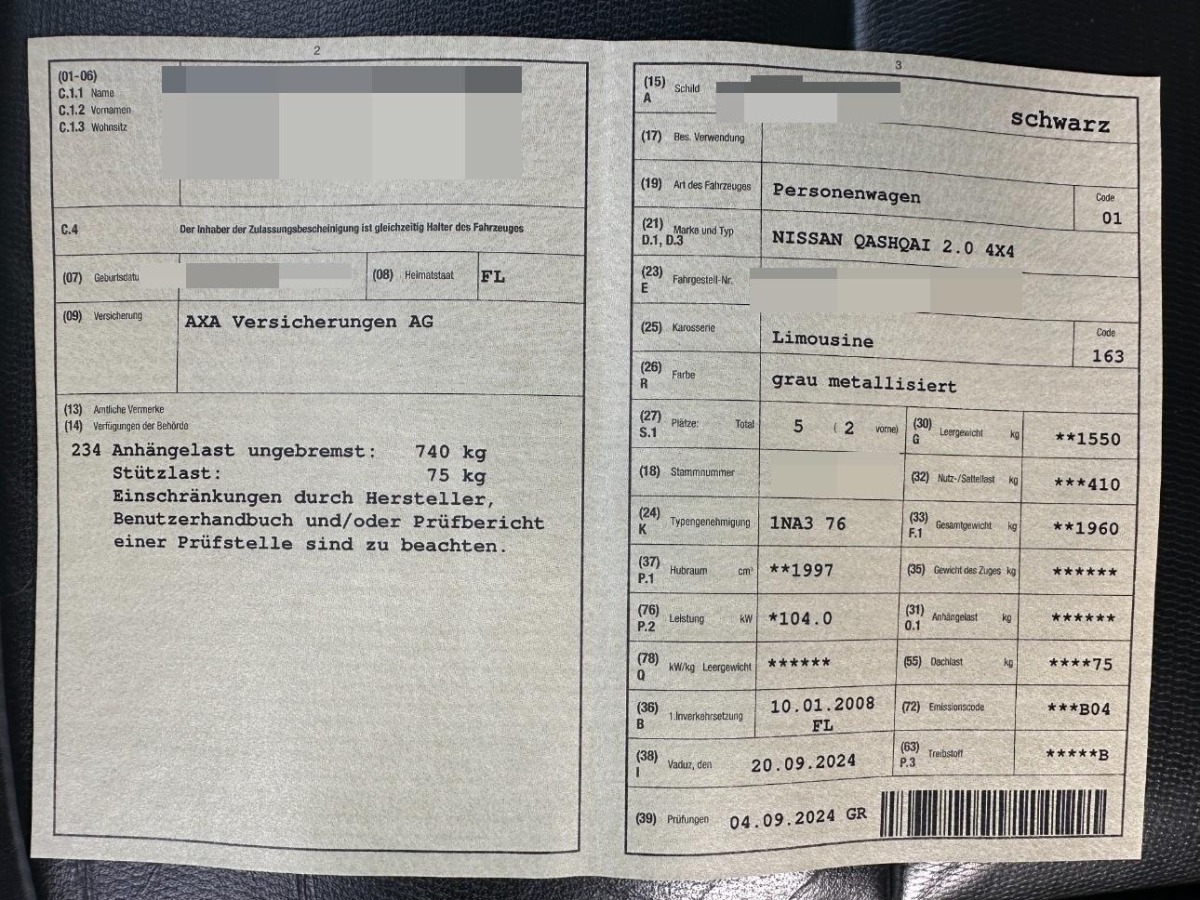 2
(01-06)
C.1.1 Name
C.1.2 Vornamen
C.1.3 Wohnsitz
C.4 Der Inhaber der Zulassungsbescheinigung ist gleichzeitig Halter des Fahrzeuges
(07) Geburtsdatu
(08) Heimatstaat FL
(09) Versicherung AXA Versicherungen AG
(13) Amtliche Vermerke
(14) Verfügungen der Behörde
234 Anhängelast ungebremst: 740 kg
Stützlast: 75 kg
Einschränkungen durch Hersteller,
Benutzerhandbuch und/oder Prüfbericht
einer Prüfstelle sind zu beachten.
3
(15) A Schild schwarz
(17) Bes. Verwendung
(19) Art des Fahrzeuges Personenwagen Code 01
(21) D.1, D.3 Marke und Typ NISSAN QASHQAI 2.0 4X4
(23) E Fahrgestell-Nr.
(25) Karosserie Limousine Code 163
(26) R Farbe grau metallisiert
(27) S.1 Plätze: Total 5 ( 2 vorne)
(30) G Leergewicht kg **1550
(18) Stammnummer
(32) Nutz-/Sattellast kg ***410
(24) K Typengenehmigung 1NA3 76
(33) F.1 Gesamtgewicht kg **1960
(37) P.1 Hubraum cm³ **1997
(35) Gewicht des Zuges kg ******
(76) P.2 Leistung kW *104.0
(31) O.1 Anhängelast kg ******
(78) Q kW/kg Leergewicht ******
(55) Dachlast kg ****75
(36) B 1.Inverkehrsetzung 10.01.2008 FL
(72) Emissionscode ***B04
(38) I Vaduz, den 20.09.2024
(63) P.3 Treibstoff *****B
(39) Prüfungen 04.09.2024 GR